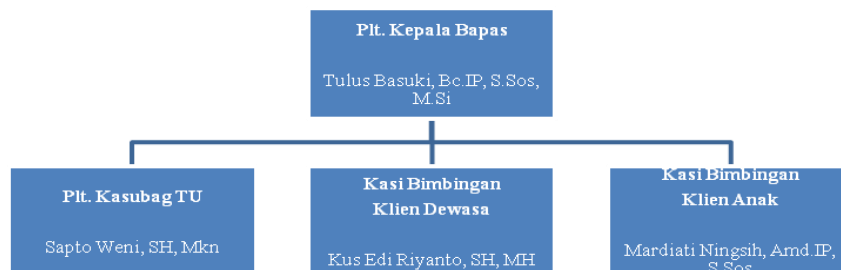 Plt. Kepala Bapas
Tulus Basuki, Bc.IP, S.Sos,
M.Si
Plt. Kasubag TU
Sapto Weni, SH, Mkn
Kasi Bimbingan
Klien Dewasa
Kus Edi Riyanto, SH, MH
Kasi Bimbingan
Klien Anak
Mardiati Ningsih, Amd.IP,
S.Sos